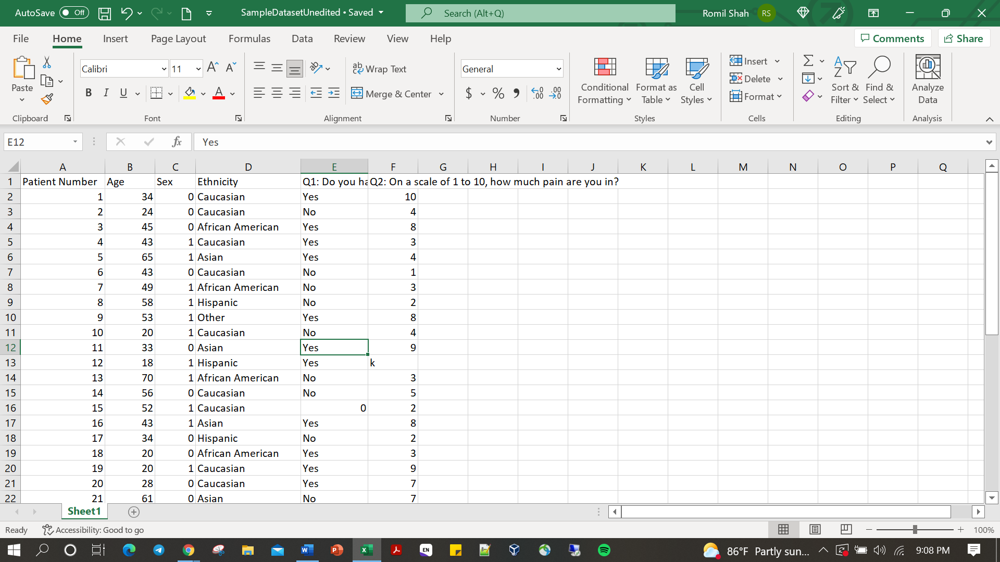 AutoSave Off SampleDatasetUnedited • Saved Search (Alt+Q) Romil Shah RS
File Home Insert Page Layout Formulas Data Review View Help Comments Share
Paste
Calibri 11
B I U A
ab Wrap Text
Merge & Center
General
$ % 9 .00 .00
Conditional Formatting
Format as Table
Cell Styles
Insert
Delete
Format
Sort & Filter
Find & Select
Analyze Data
Clipboard Font Alignment Number Styles Cells Editing Analysis
E12 fx Yes
A B C D E F G H I J K L M N O P Q
1 Patient Number Age Sex Ethnicity Q1: Do you ha Q2: On a scale of 1 to 10, how much pain are you in?
2 1 34 0 Caucasian Yes 10
3 2 24 0 Caucasian No 4
4 3 45 0 African American Yes 8
5 4 43 1 Caucasian Yes 3
6 5 65 1 Asian Yes 4
7 6 43 0 Caucasian No 1
8 7 49 1 African American No 3
9 8 58 1 Hispanic No 2
10 9 53 1 Other Yes 8
11 10 20 1 Caucasian No 4
12 11 33 0 Asian Yes 9
13 12 18 1 Hispanic Yes k
14 13 70 1 African American No 3
15 14 56 0 Caucasian No 5
16 15 52 1 Caucasian 0 2
17 16 43 1 Asian Yes 8
18 17 34 0 Hispanic No 2
19 18 20 0 African American Yes 3
20 19 20 1 Caucasian Yes 9
21 20 28 0 Caucasian Yes 7
22 21 61 0 Asian No 7
Sheet1
Ready Accessibility: Good to go 100%
EN 86°F Partly sun... 9:08 PM